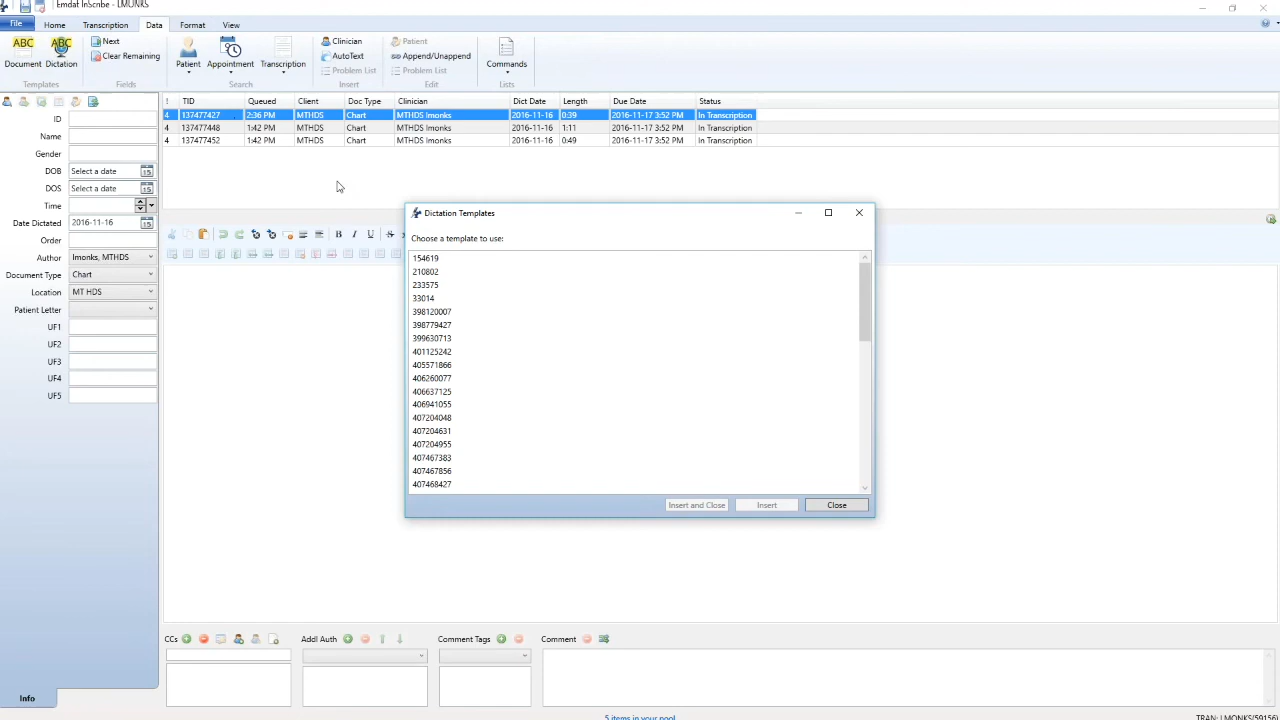 Emdat InScribe - LMUNKS
File Home Transcription Data Format View
ABC ABC
Document Dictation
Next
Clear Remaining
Patient Appointment Transcription
Clinician
AutoText
Problem List
Patient
Append/Unappend
Problem List
Commands
Templates Fields Search Insert Edit Lists
! TID Queued Client Doc Type Clinician Dict Date Length Due Date Status
4 137477427 2:36 PM MTHDS Chart MTHDS lmonks 2016-11-16 0:39 2016-11-17 3:52 PM In Transcription
4 137477448 1:42 PM MTHDS Chart MTHDS lmonks 2016-11-16 1:11 2016-11-17 3:52 PM In Transcription
4 137477452 1:42 PM MTHDS Chart MTHDS lmonks 2016-11-16 0:49 2016-11-17 3:52 PM In Transcription
ID
Name
Gender
DOB Select a date 15
DOS Select a date 15
Time
Date Dictated 2016-11-16 15
Order
Author lmonks, MTHDS
Document Type Chart
Location MT HDS
Patient Letter
UF1
UF2
UF3
UF4
UF5
Info
B I U S
Dictation Templates
Choose a template to use:
154619
210802
233575
33014
398120007
398779427
399630713
401125242
405571866
406260077
406637125
406941055
407204048
407204631
407204955
407467383
407467856
407468427
Insert and Close Insert Close
CCs Addl Auth Comment Tags Comment
5 items in your pool
TRAN: LMONKS/59156